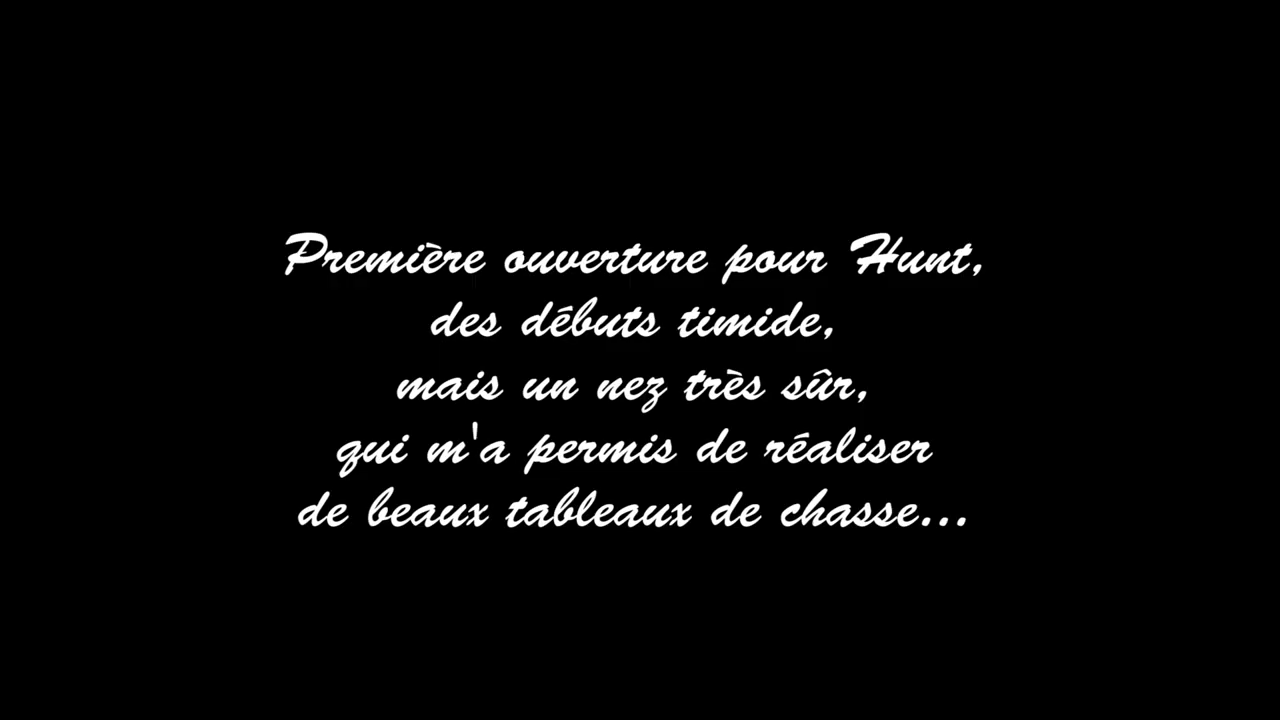 Première ouverture pour Hunt,
des débuts timide,
mais un nez très sûr,
qui m'a permis de réaliser
de beaux tableaux de chasse...